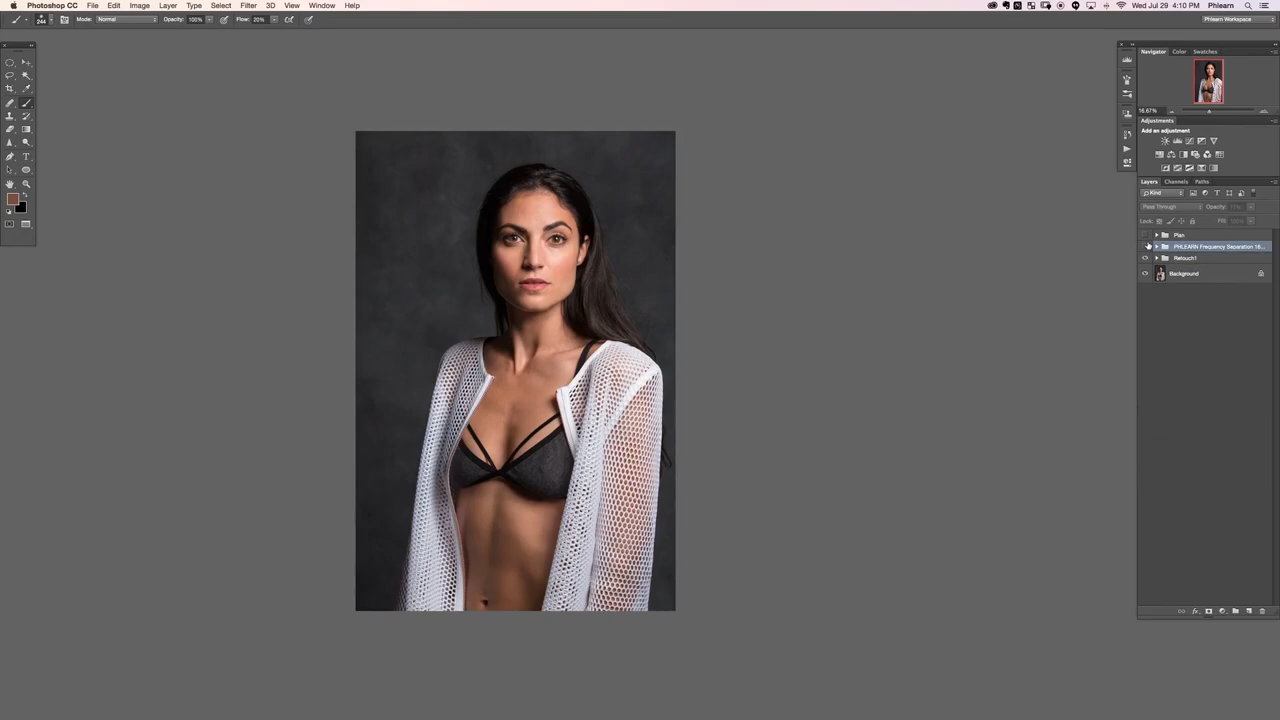 Photoshop CC File Edit Image Layer Type Select Filter 3D View Window Help Wed Jul 29 4:10 PM Phlearn
244 Mode: Normal Opacity: 100% Flow: 20% Phlearn Workspace
Navigator Color Swatches
16.67%
Adjustments
Add an adjustment
Layers Channels Paths
Kind
Pass Through Opacity:
Lock: Fill:
Plan
PHLEARN Frequency Separation 16...
Retouch1
Background